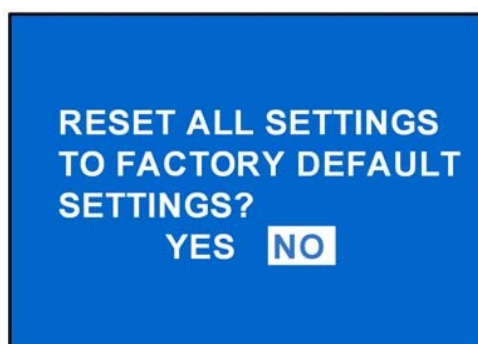 RESET ALL SETTINGS
TO FACTORY DEFAULT
SETTINGS?
YES NO